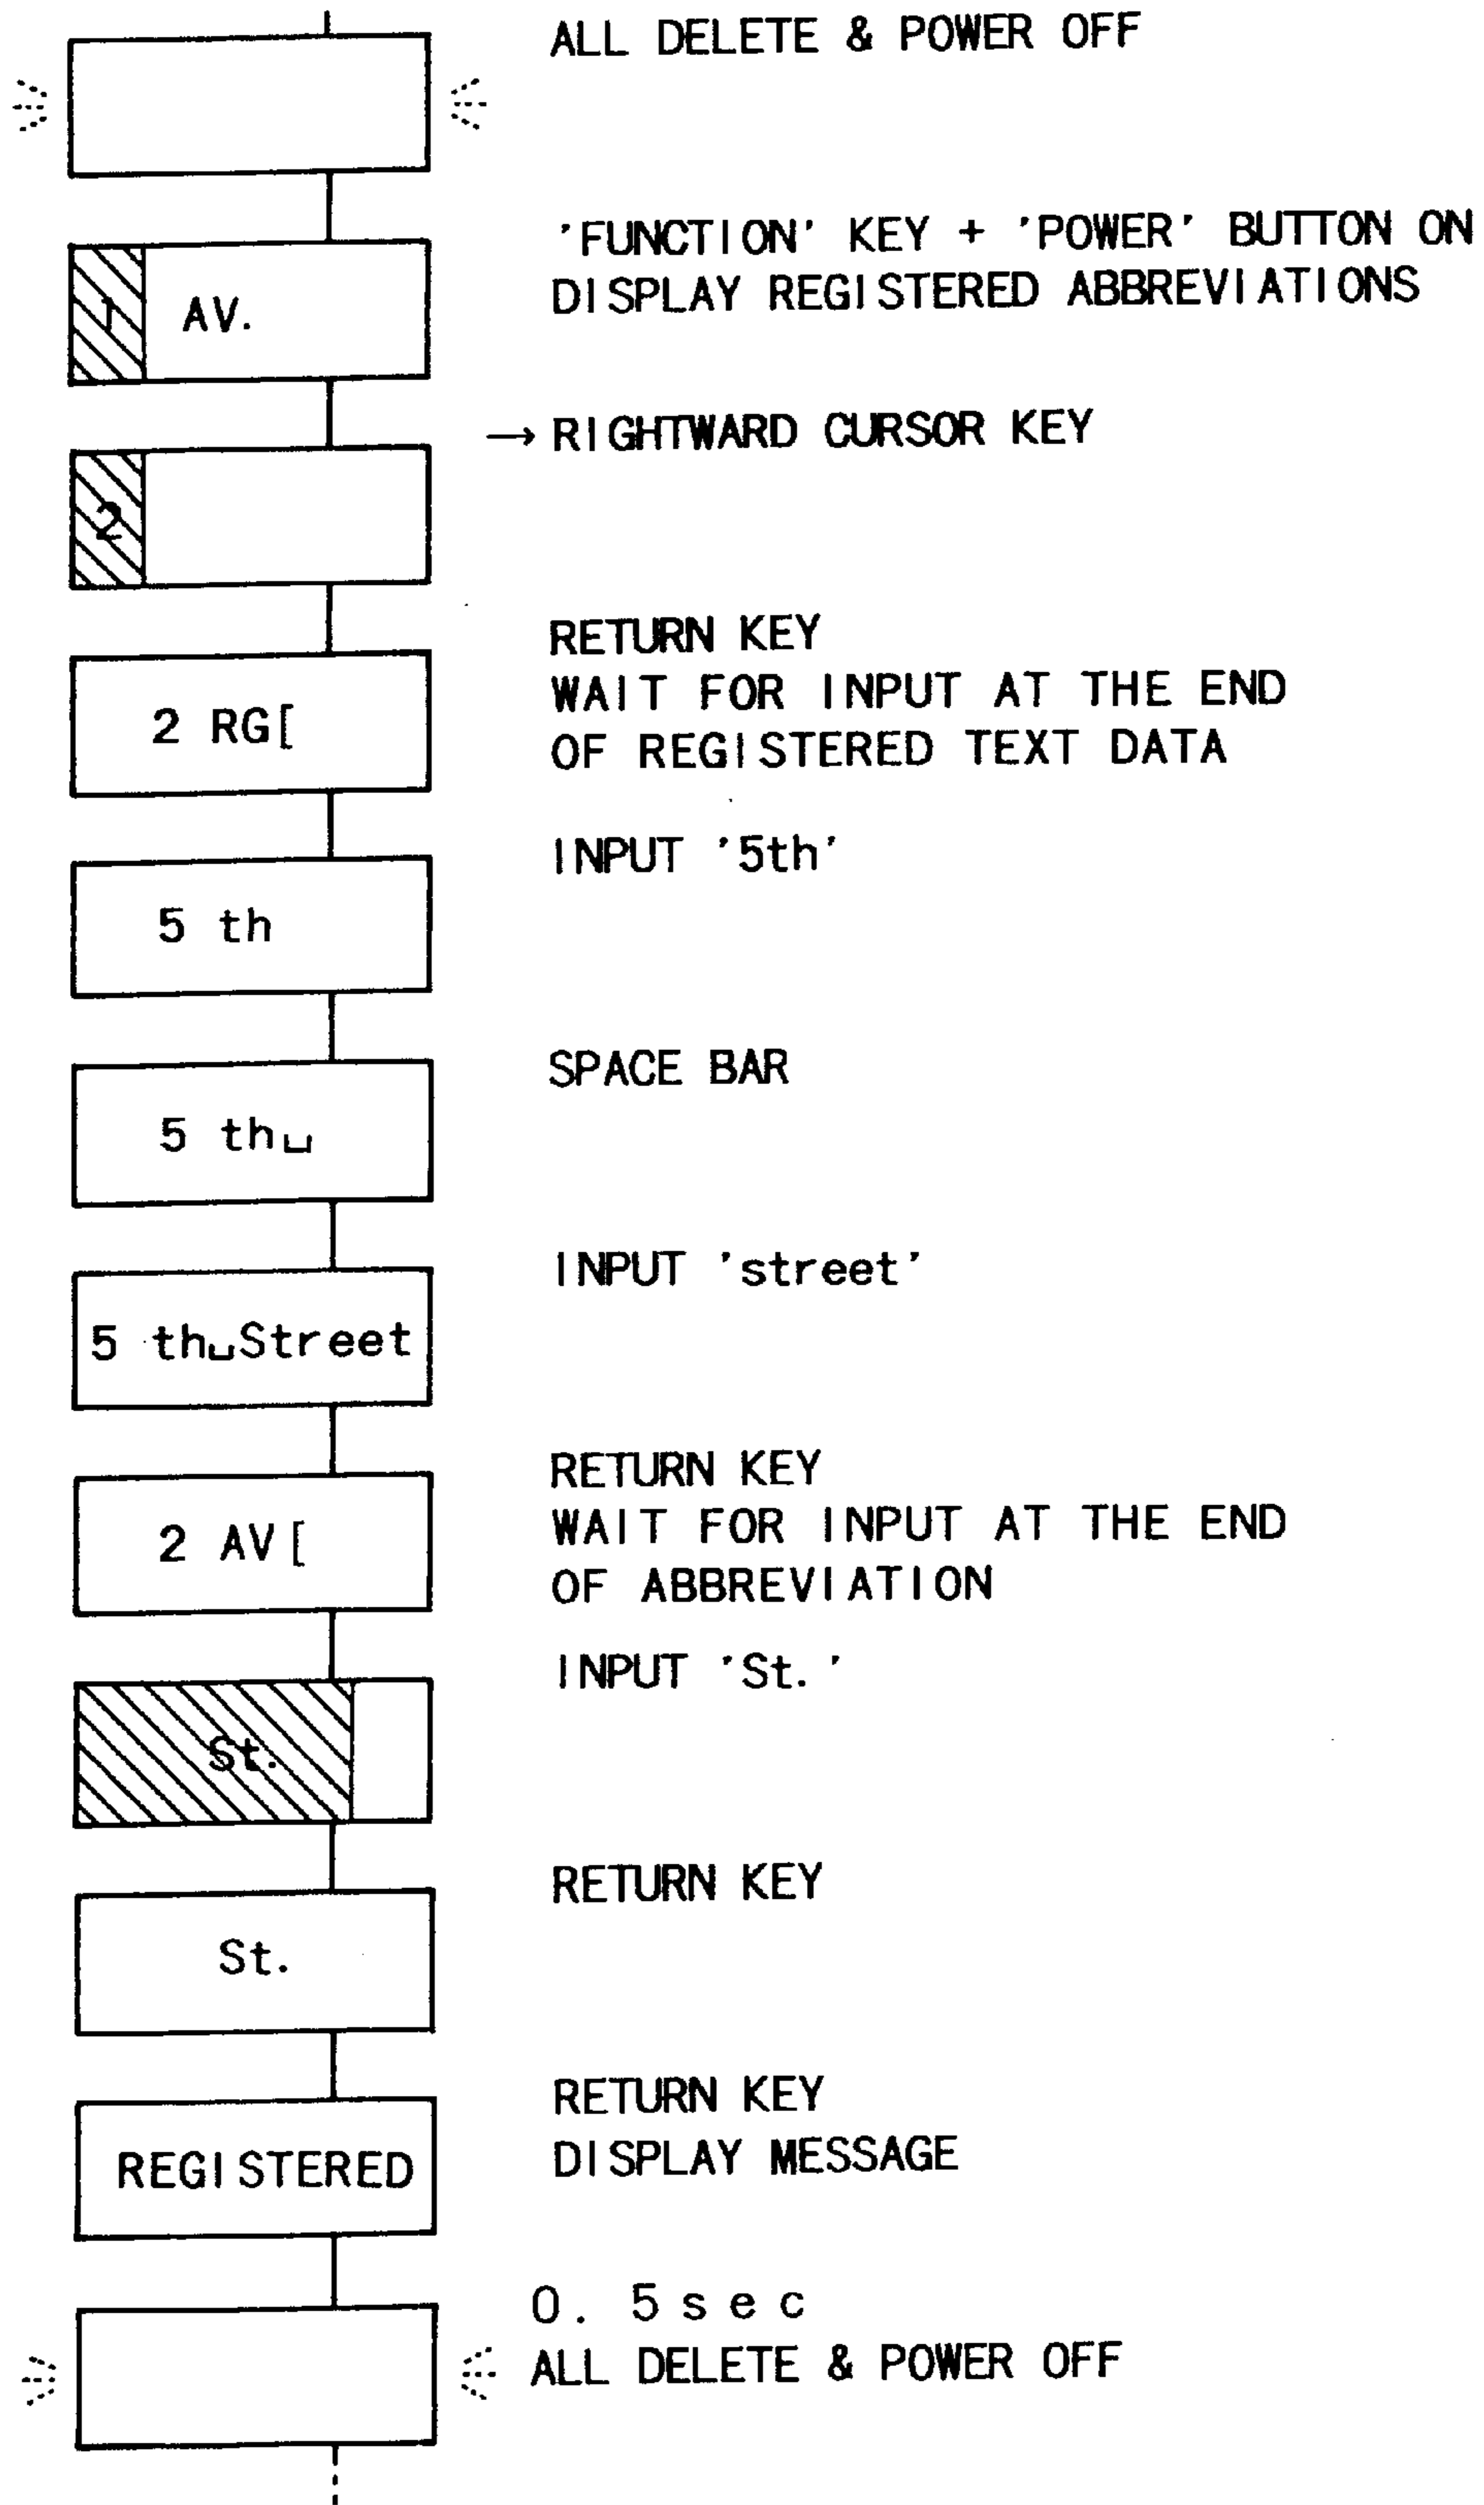 ALL DELETE & POWER OFF
'FUNCTION' KEY + 'POWER' BUTTON ON
DISPLAY REGISTERED ABBREVIATIONS
1 AV.
→ RIGHTWARD CURSOR KEY
2
RETURN KEY
WAIT FOR INPUT AT THE END
OF REGISTERED TEXT DATA
2 RG[
INPUT '5th'
5 th
SPACE BAR
5 th␣
INPUT 'street'
5 th␣Street
RETURN KEY
WAIT FOR INPUT AT THE END
OF ABBREVIATION
2 AV[
INPUT 'St.'
St.
RETURN KEY
St.
RETURN KEY
DISPLAY MESSAGE
REGISTERED
0. 5sec
ALL DELETE & POWER OFF